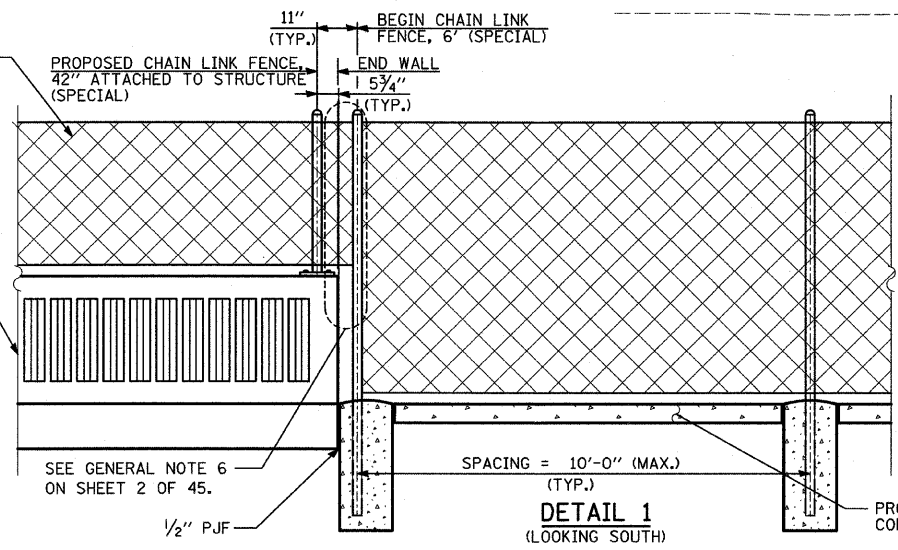 11"
(TYP.)
BEGIN CHAIN LINK
FENCE, 6' (SPECIAL)
PROPOSED CHAIN LINK FENCE,
42" ATTACHED TO STRUCTURE
(SPECIAL)
END WALL
5¾"
(TYP.)
SEE GENERAL NOTE 6
ON SHEET 2 OF 45.
SPACING = 10'-0" (MAX.)
(TYP.)
½" PJF
DETAIL 1
(LOOKING SOUTH)